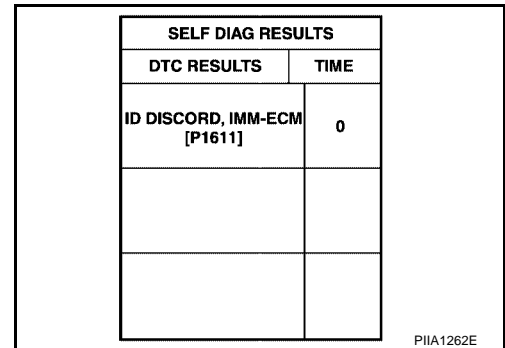 SELF DIAG RESULTS
DTC RESULTS TIME
ID DISCORD, IMM-ECM 0
[P1611]
PIIA1262E